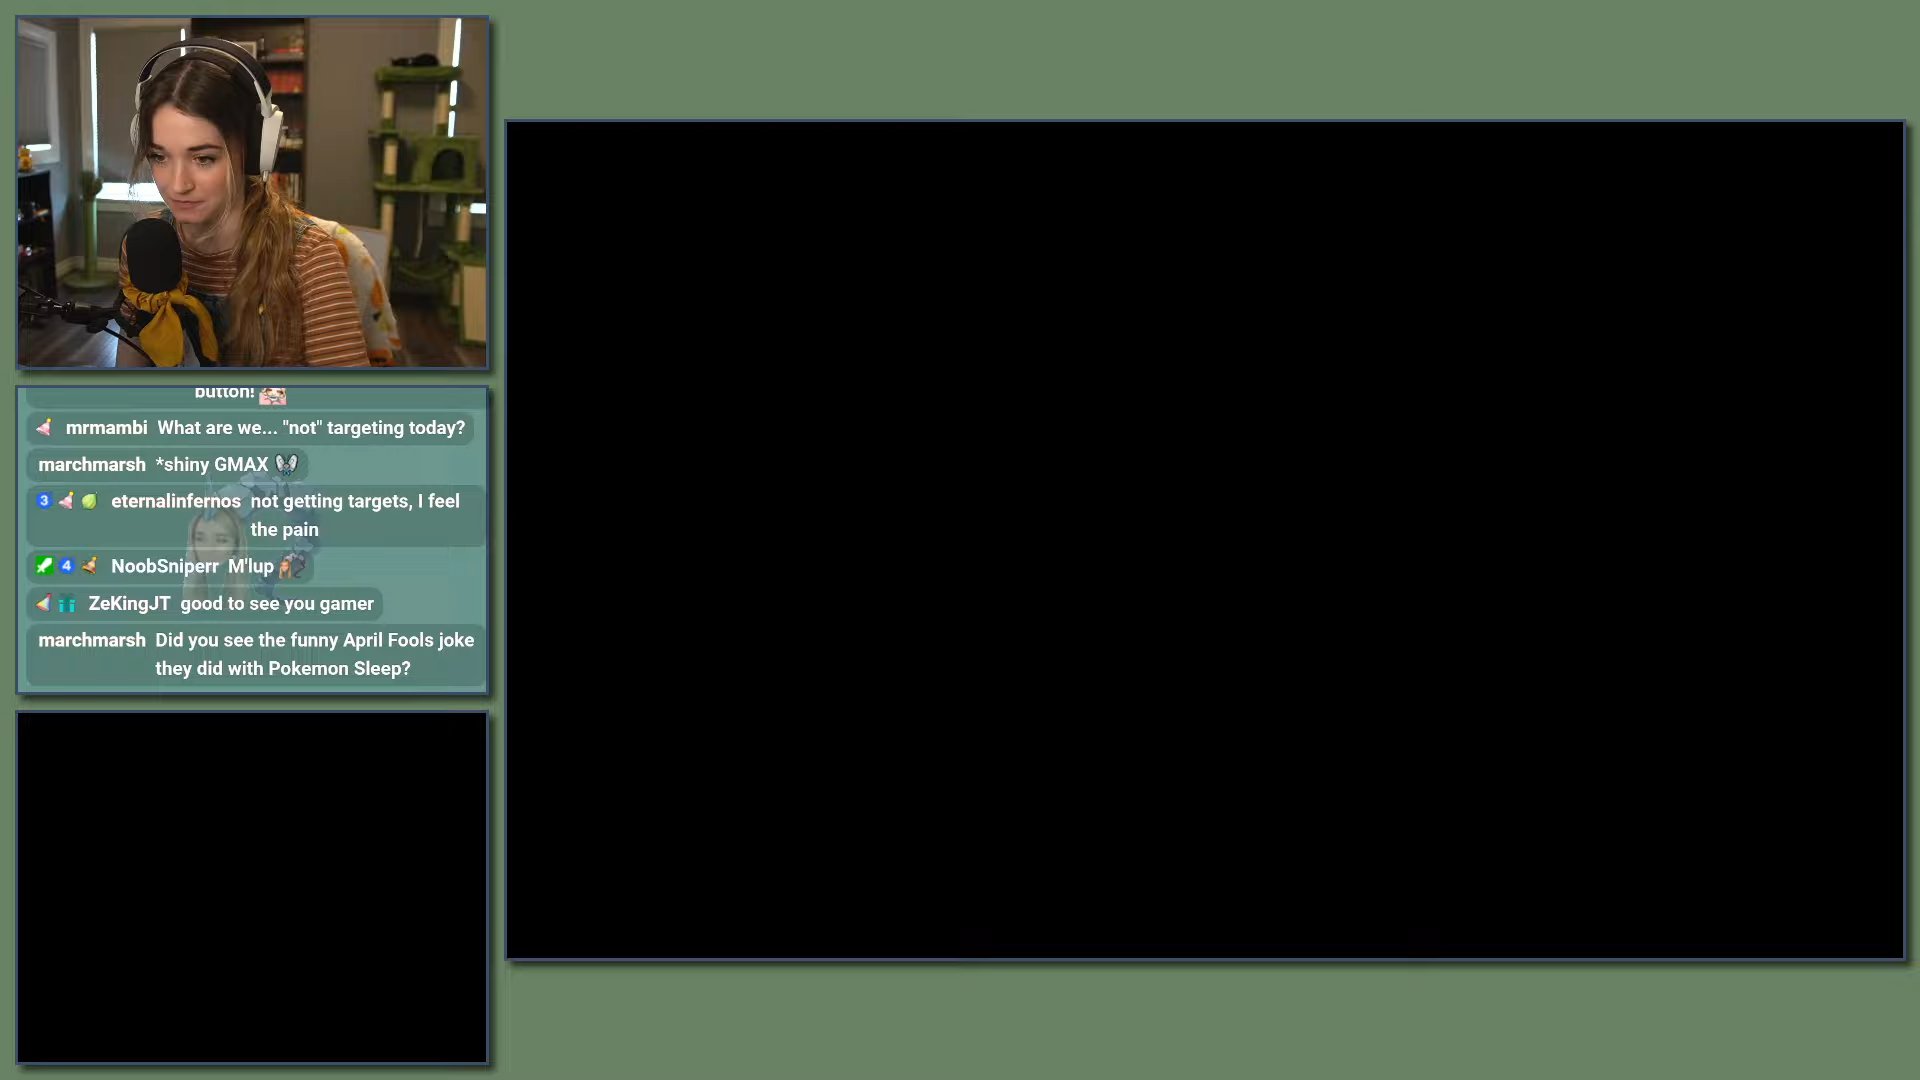 button!
mrmambi What are we... "not" targeting today?
marchmarsh *shiny GMAX
3 eternalinfernos not getting targets, I feel
the pain
4 NoobSniperr M'lup
ZeKingJT good to see you gamer
marchmarsh Did you see the funny April Fools joke
they did with Pokemon Sleep?